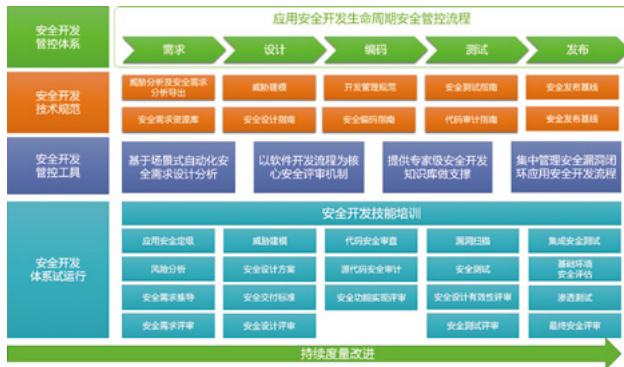 安全开发
管控体系
应用安全开发生命周期安全管控流程
需求
设计
编码
测试
发布
安全开发
技术规范
威胁分析及安全需求
分析导出
威胁建模
开发管理规范
安全测试指南
安全发布基线
安全需求资源库
安全设计指南
安全编码指南
代码审计指南
安全发布基线
安全开发
管控工具
基于场景式自动化安
全需求设计分析
以软件开发流程为核
心安全评审机制
提供专家级安全开发
知识库做支撑
集中管理安全漏洞闭
环应用安全开发流程
安全开发
体系试运行
安全开发技能培训
应用安全定级
威胁建模
代码安全审查
漏洞扫描
集成安全测试
风险分析
安全设计方案
源代码安全审计
安全测试
基础环境
安全评估
安全需求推导
安全交付标准
安全功能实现评审
安全设计有效性评审
渗透测试
安全需求评审
安全设计评审
安全测试评审
最终安全评审
持续度量改进